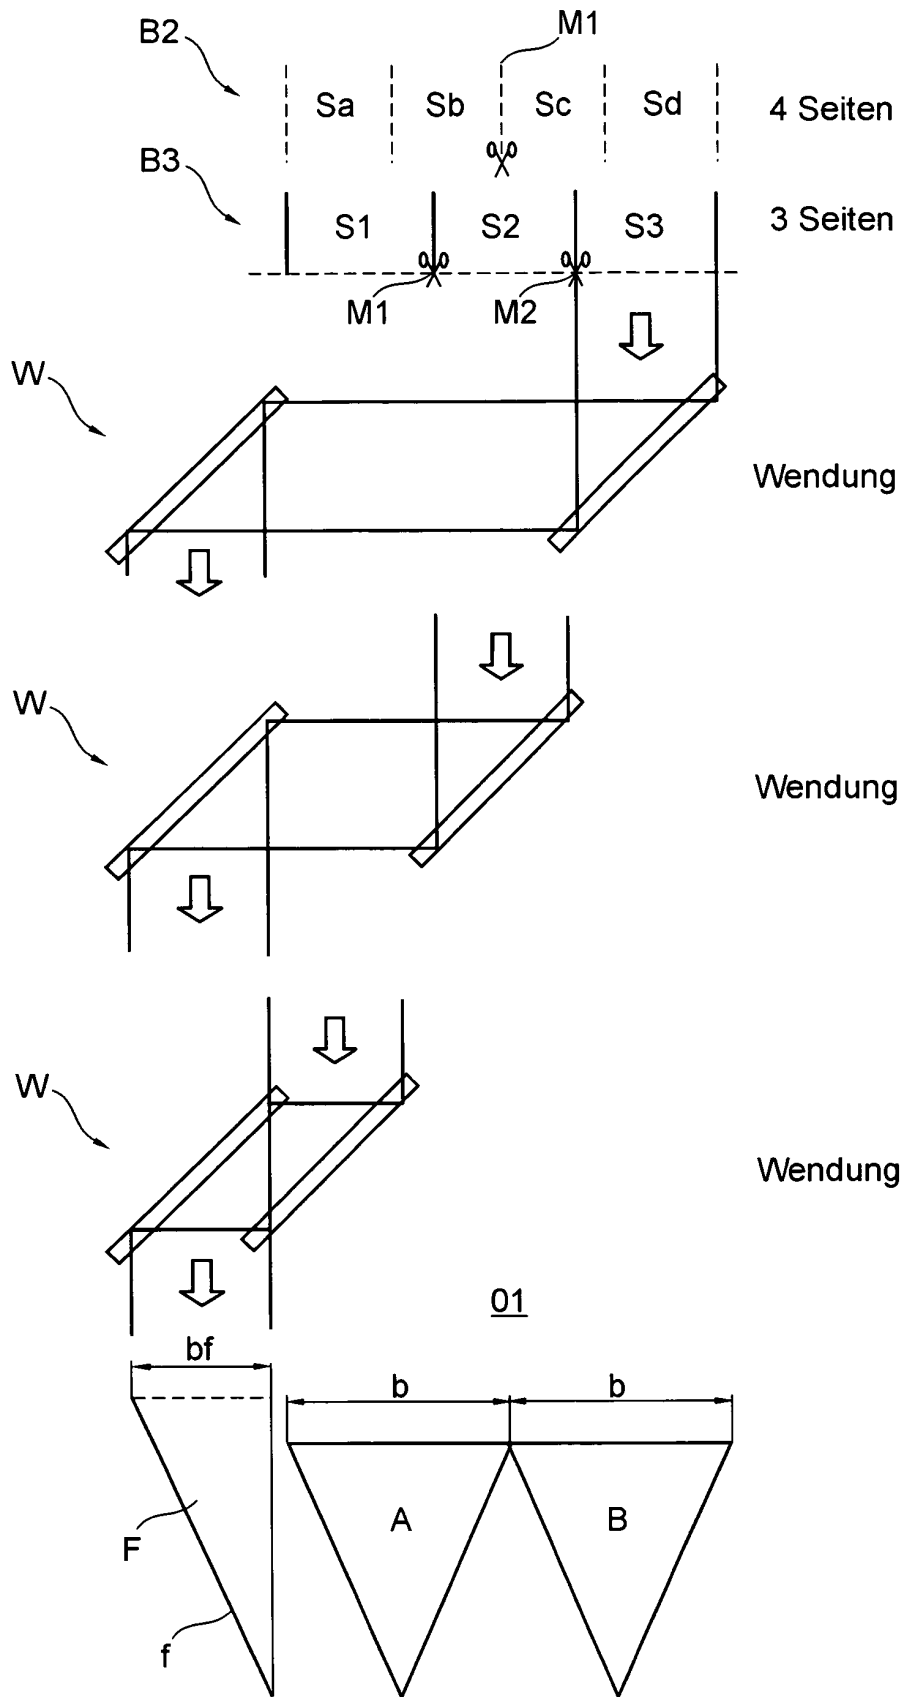 M1
B2
Sa Sb Sc Sd 4 Seiten
B3
S1 S2 S3 3 Seiten
M1 M2
W
Wendung
W
Wendung
W
Wendung
01
bf
b b
A B
F
f